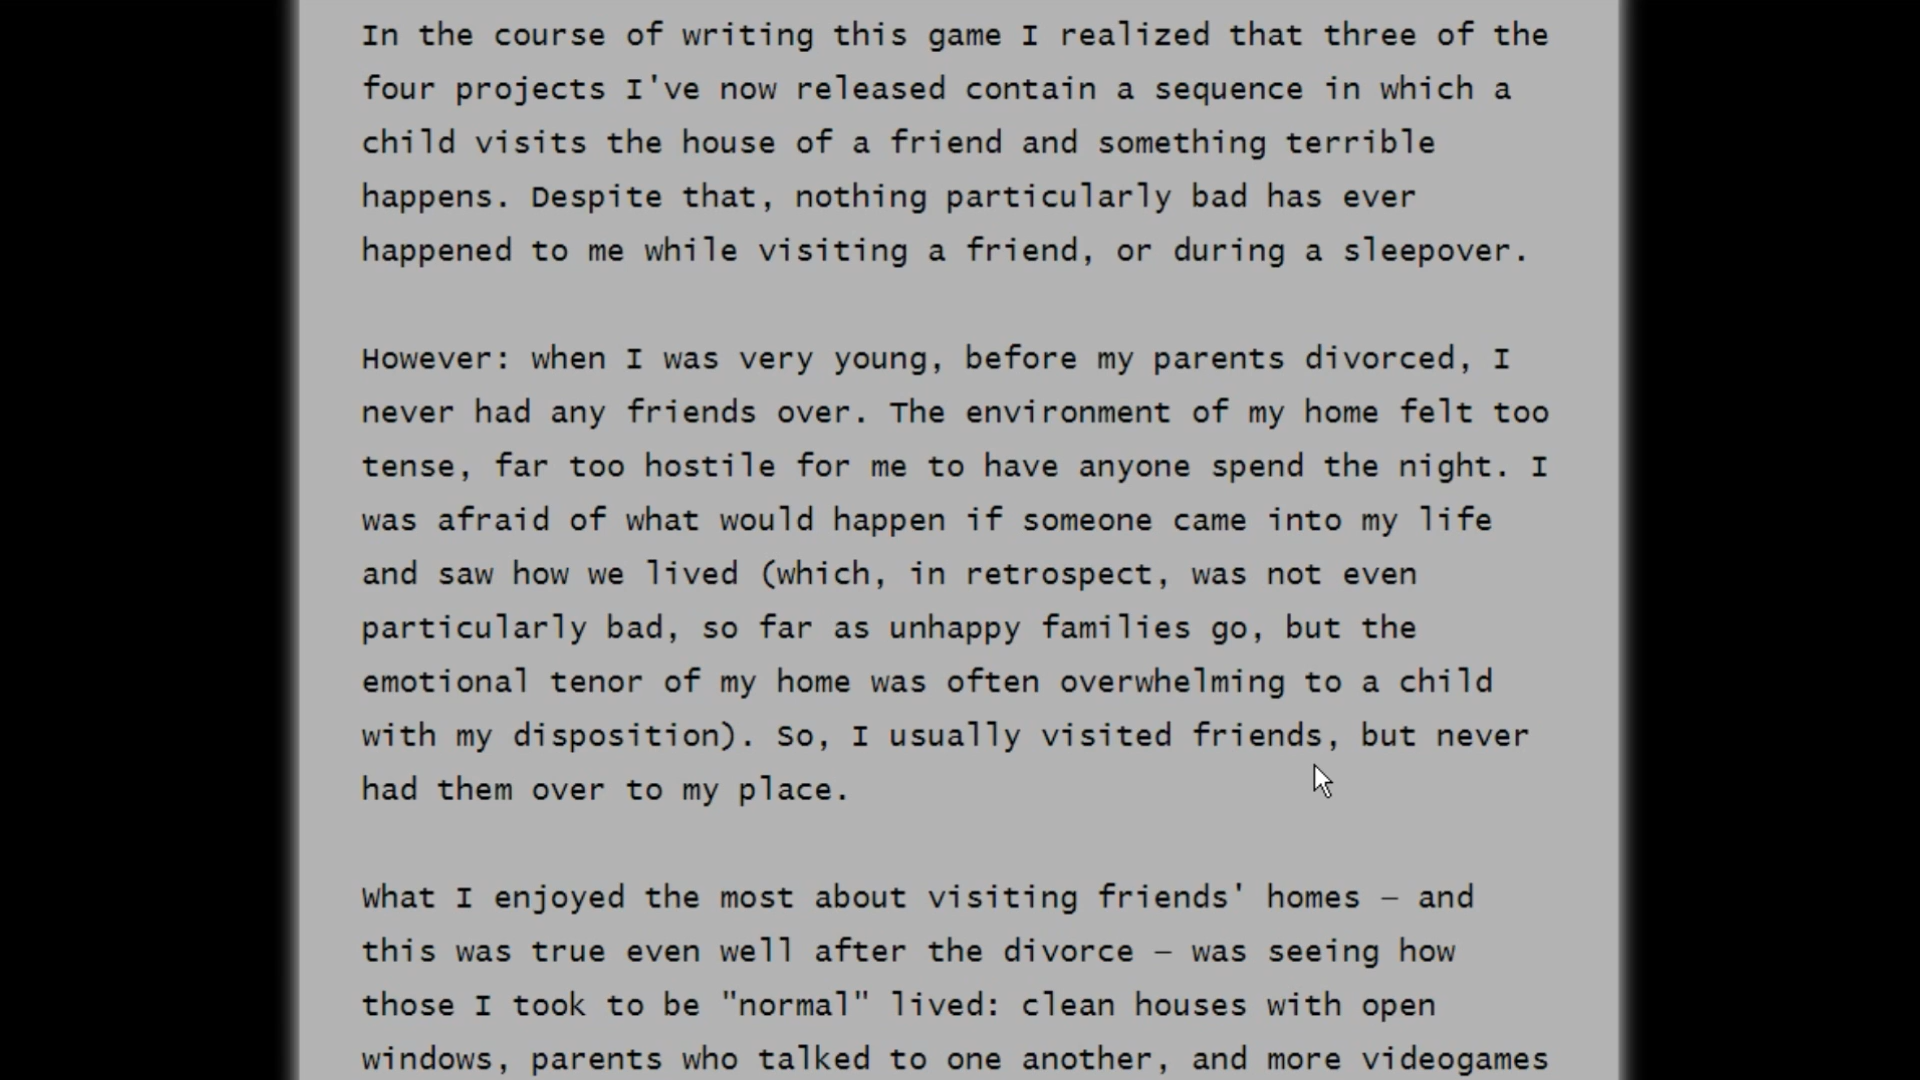 In the course of writing this game I realized that three of the
four projects I've now released contain a sequence in which a
child visits the house of a friend and something terrible
happens. Despite that, nothing particularly bad has ever
happened to me while visiting a friend, or during a sleepover.
However: when I was very young, before my parents divorced, I
never had any friends over. The environment of my home felt too
tense, far too hostile for me to have anyone spend the night. I
was afraid of what would happen if someone came into my life
and saw how we lived (which, in retrospect, was not even
particularly bad, so far as unhappy families go, but the
emotional tenor of my home was often overwhelming to a child
with my disposition). So, I usually visited friends, but never
had them over to my place.
What I enjoyed the most about visiting friends' homes — and
this was true even well after the divorce — was seeing how
those I took to be "normal" lived: clean houses with open
windows, parents who talked to one another, and more videogames